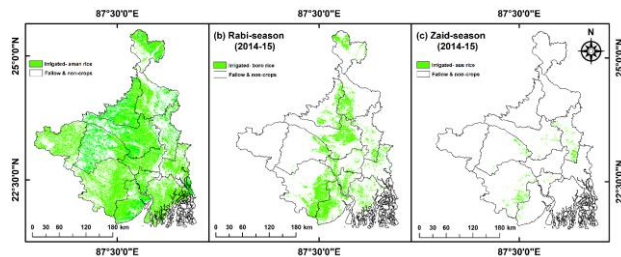 87°30'0"E
87°30'0"E
87°30'0"E
25°0'0"N
Irrigated- aman rice
Fallow & non-crops
(b) Rabi-season
(2014-15)
Irrigated- boro rice
Fallow & non-crops
(c) Zaid-season
(2014-15)
Irrigated- aus rice
Fallow & non-crops
N
25°0'0"N
22°30'0"N
22°30'0"N
0 30 60 120 180 km
0 30 60 120 180 km
0 30 60 120 180 km
87°30'0"E
87°30'0"E
87°30'0"E